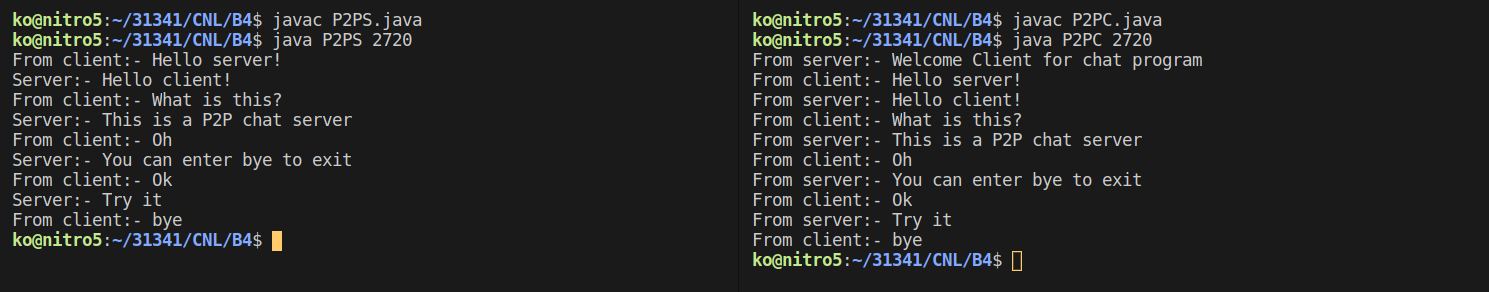 ko@nitro5:~/31341/CNL/B4$ javac P2PS.java
ko@nitro5:~/31341/CNL/B4$ java P2PS 2720
From client:- Hello server!
Server:- Hello client!
From client:- What is this?
Server:- This is a P2P chat server
From client:- Oh
Server:- You can enter bye to exit
From client:- Ok
Server:- Try it
From client:- bye
ko@nitro5:~/31341/CNL/B4$
ko@nitro5:~/31341/CNL/B4$ javac P2PC.java
ko@nitro5:~/31341/CNL/B4$ java P2PC 2720
From server:- Welcome Client for chat program
From client:- Hello server!
From server:- Hello client!
From client:- What is this?
From server:- This is a P2P chat server
From client:- Oh
From server:- You can enter bye to exit
From client:- Ok
From server:- Try it
From client:- bye
ko@nitro5:~/31341/CNL/B4$